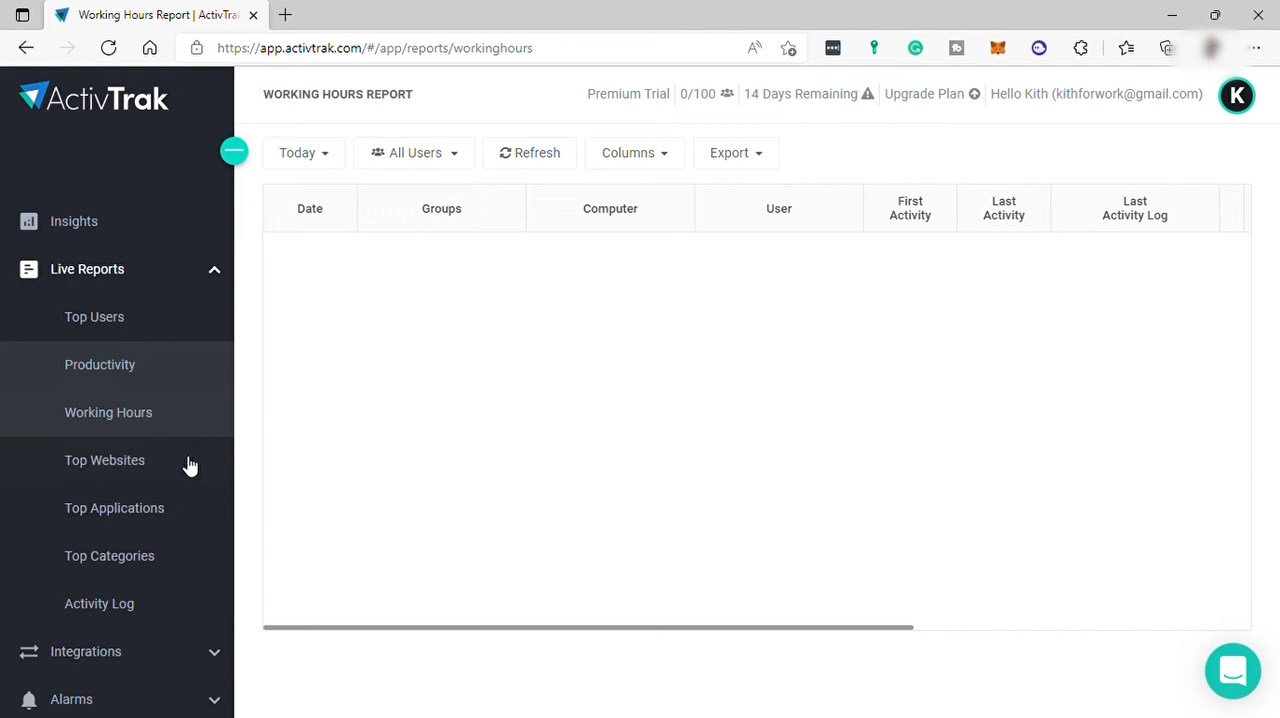 Working Hours Report | ActivTra
https://app.activtrak.com/#/app/reports/workinghours
ActivTrak
WORKING HOURS REPORT
Premium Trial
0/100
14 Days Remaining
Upgrade Plan
Hello Kith (kithforwork@gmail.com)
K
Today
All Users
Refresh
Columns
Export
Date
Groups
Computer
User
First
Activity
Last
Activity
Last
Activity Log
Insights
Live Reports
Top Users
Productivity
Working Hours
Top Websites
Top Applications
Top Categories
Activity Log
Integrations
Alarms